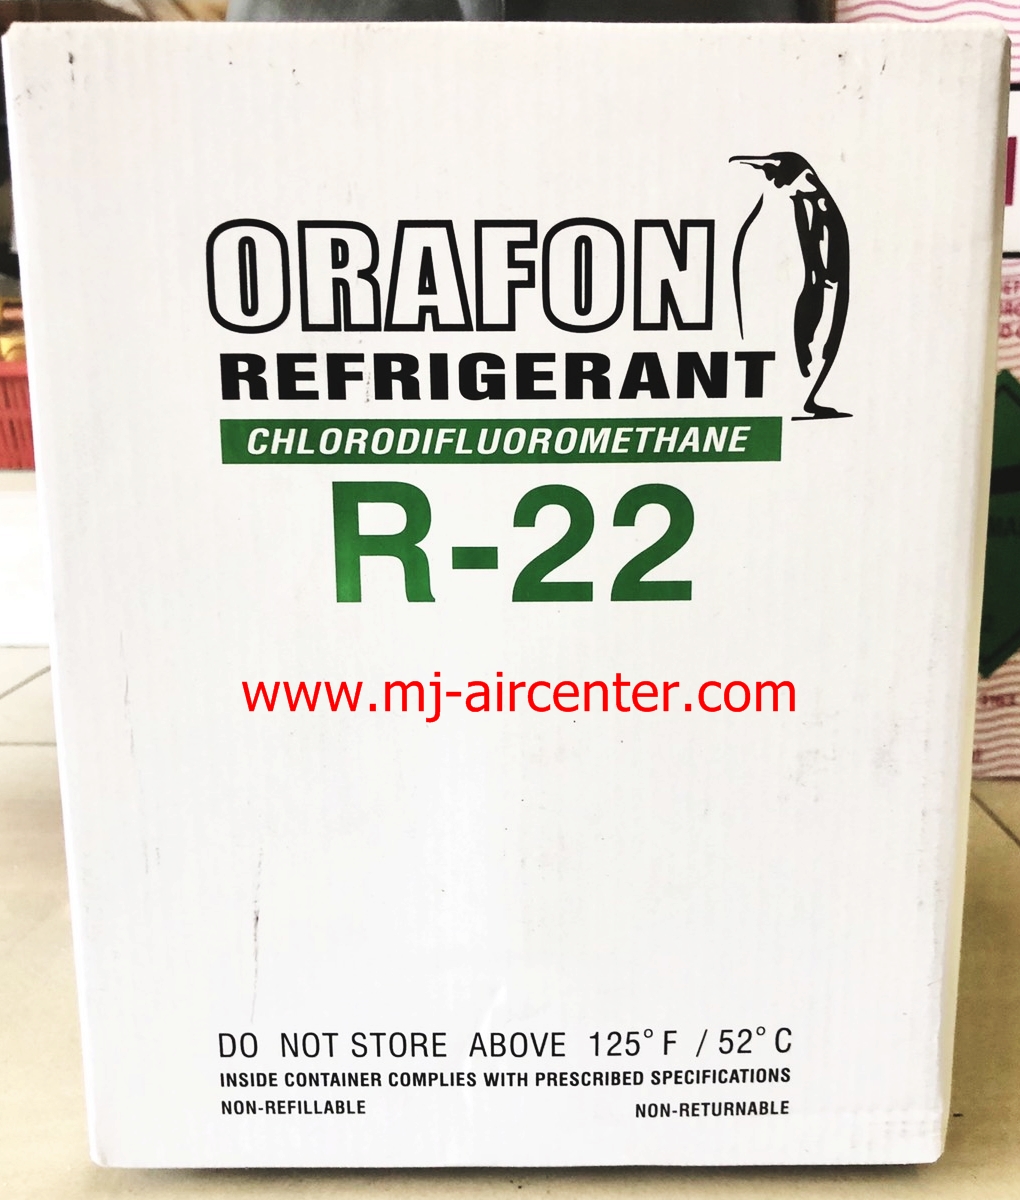 ORAFON
REFRIGERANT
CHLORODIFLUOROMETHANE
R-22
www.mj-aircenter.com
DO NOT STORE ABOVE 125° F / 52° C
INSIDE CONTAINER COMPLIES WITH PRESCRIBED SPECIFICATIONS
NON-REFILLABLE NON-RETURNABLE